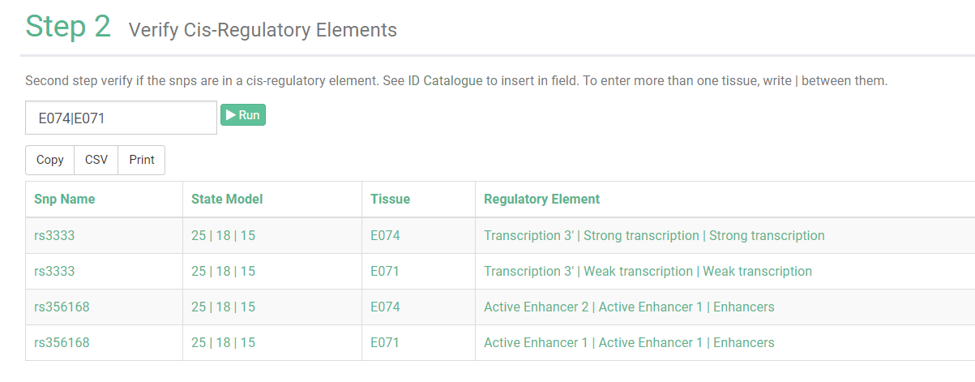 Step 2 Verify Cis-Regulatory Elements
Second step verify if the snps are in a cis-regulatory element. See ID Catalogue to insert in field. To enter more than one tissue, write | between them.
E074|E071 Run
Copy CSV Print
Snp Name State Model Tissue Regulatory Element
rs3333 25 | 18 | 15 E074 Transcription 3' | Strong transcription | Strong transcription
rs3333 25 | 18 | 15 E071 Transcription 3' | Weak transcription | Weak transcription
rs356168 25 | 18 | 15 E074 Active Enhancer 2 | Active Enhancer 1 | Enhancers
rs356168 25 | 18 | 15 E071 Active Enhancer 1 | Active Enhancer 1 | Enhancers